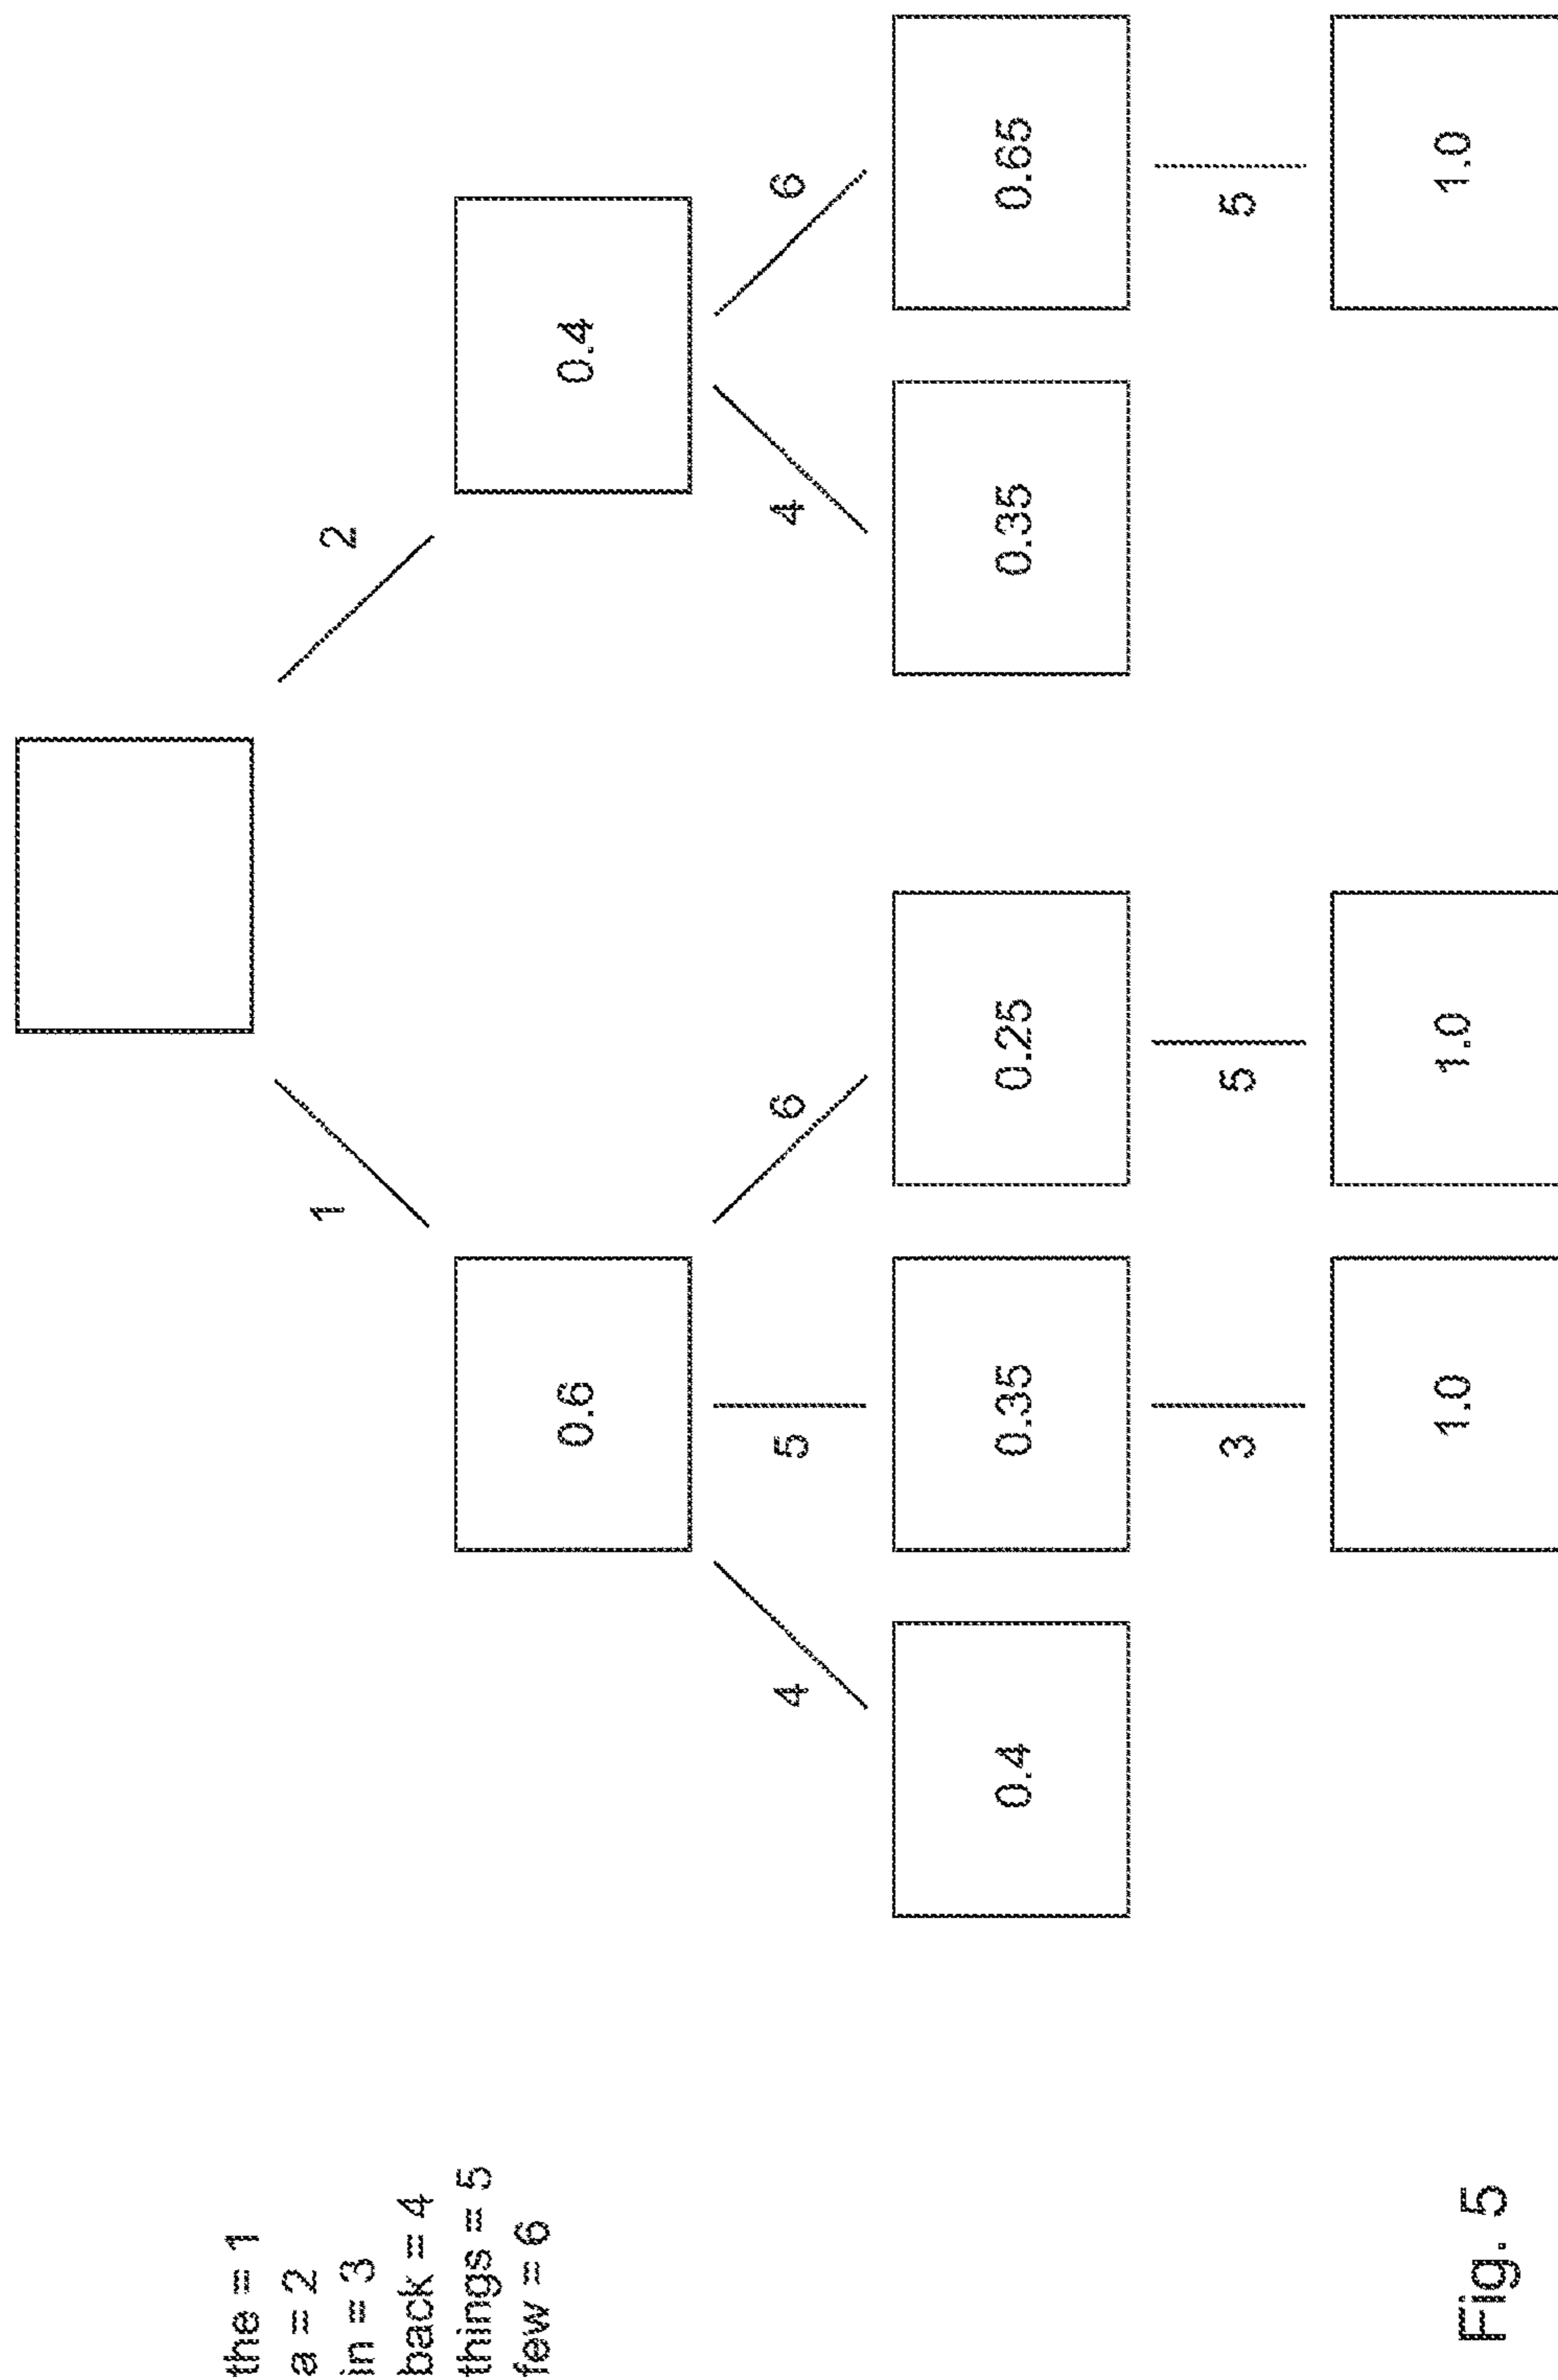 the = 1
a = 2
in = 3
back = 4
things = 5
few = 6
1 2
0.6 0.4
4 5 6 4 6
0.4 0.35 0.25 0.35 0.65
3 5 5
1.0 1.0 1.0
Fig. 5